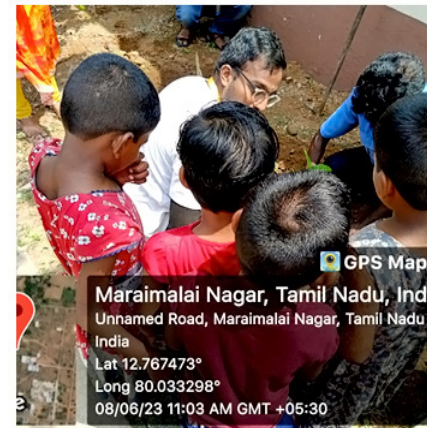 GPS Map
Maraimalai Nagar, Tamil Nadu, Ind
Unnamed Road, Maraimalai Nagar, Tamil Nadu
India
Lat 12.767473°
Long 80.033298°
08/06/23 11:03 AM GMT +05:30
e